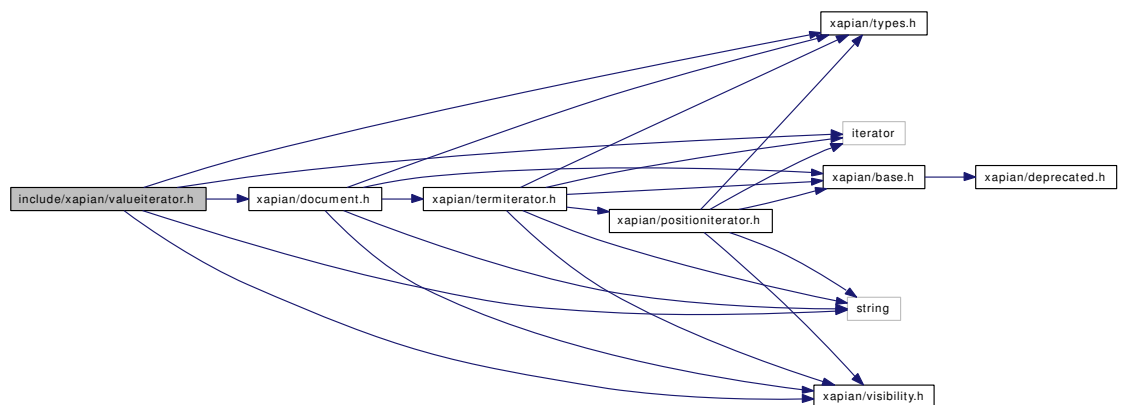 xapian/types.h
iterator
xapian/base.h
xapian/deprecated.h
include/xapian/valueiterator.h
xapian/document.h
xapian/termiterator.h
xapian/positioniterator.h
string
xapian/visibility.h